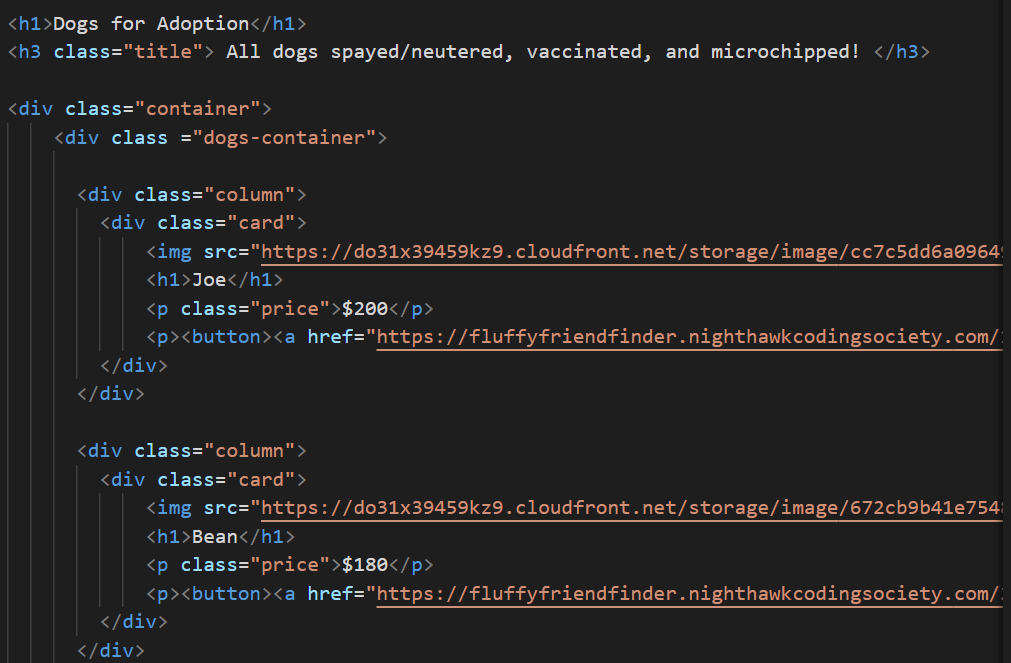 <h1>Dogs for Adoption</h1>
<h3 class="title"> All dogs spayed/neutered, vaccinated, and microchipped! </h3>
<div class="container">
<div class ="dogs-container">
<div class="column">
<div class="card">
<img src="https://do31x39459kz9.cloudfront.net/storage/image/cc7c5dd6a0964
<h1>Joe</h1>
<p class="price">$200</p>
<p><button><a href="https://fluffyfriendfinder.nighthawkcodingsociety.com/
</div>
</div>
<div class="column">
<div class="card">
<img src="https://do31x39459kz9.cloudfront.net/storage/image/672cb9b41e754
<h1>Bean</h1>
<p class="price">$180</p>
<p><button><a href="https://fluffyfriendfinder.nighthawkcodingsociety.com/
</div>
</div>